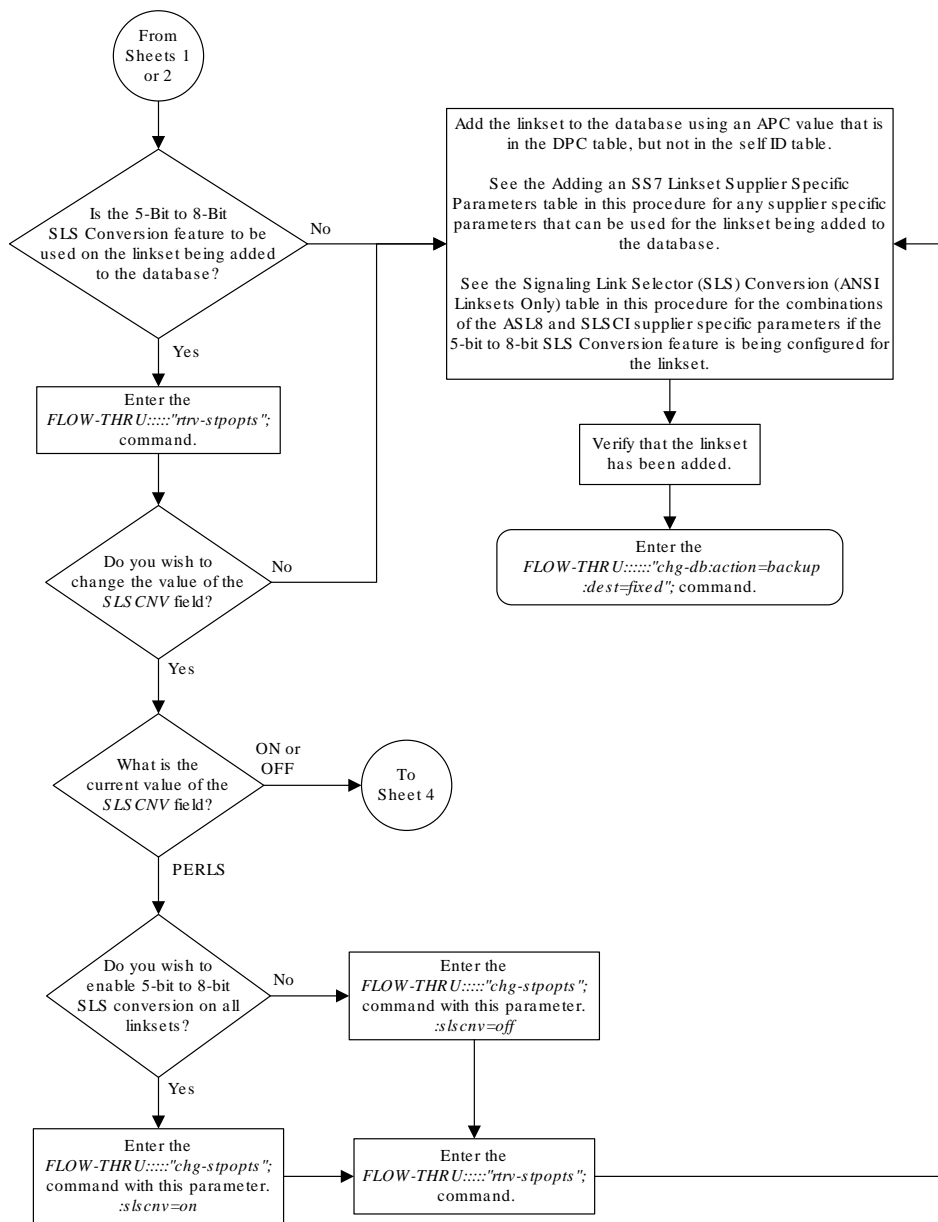 From
Sheets 1
or 2
Is the 5-Bit to 8-Bit
SLS Conversion feature to be
used on the linkset being added
to the database?
No
Yes
Add the linkset to the database using an APC value that is
in the DPC table, but not in the self ID table.
See the Adding an SS7 Linkset Supplier Specific
Parameters table in this procedure for any supplier specific
parameters that can be used for the linkset being added to
the database.
See the Signaling Link Selector (SLS) Conversion (ANSI
Linksets Only) table in this procedure for the combinations
of the ASL8 and SLSCI supplier specific parameters if the
5-bit to 8-bit SLS Conversion feature is being configured for
the linkset.
Enter the
FLOW-THRU:::::"rtrv-stpopts";
command.
Verify that the linkset
has been added.
Do you wish to
change the value of the
SLSCNV field?
No
Yes
Enter the
FLOW-THRU::::::"chg-db:action=backup
:dest=fixed"; command.
What is the
current value of the
SLSCNV field?
ON or
OFF
To
Sheet 4
PERLS
Do you wish to
enable 5-bit to 8-bit
SLS conversion on all
linksets?
No
Yes
Enter the
FLOW-THRU:::::"chg-stpopts";
command with this parameter.
:slscnv=off
Enter the
FLOW-THRU:::::"chg-stpopts";
command with this parameter.
:slscnv=on
Enter the
FLOW-THRU:::::"rtrv-stpopts";
command.